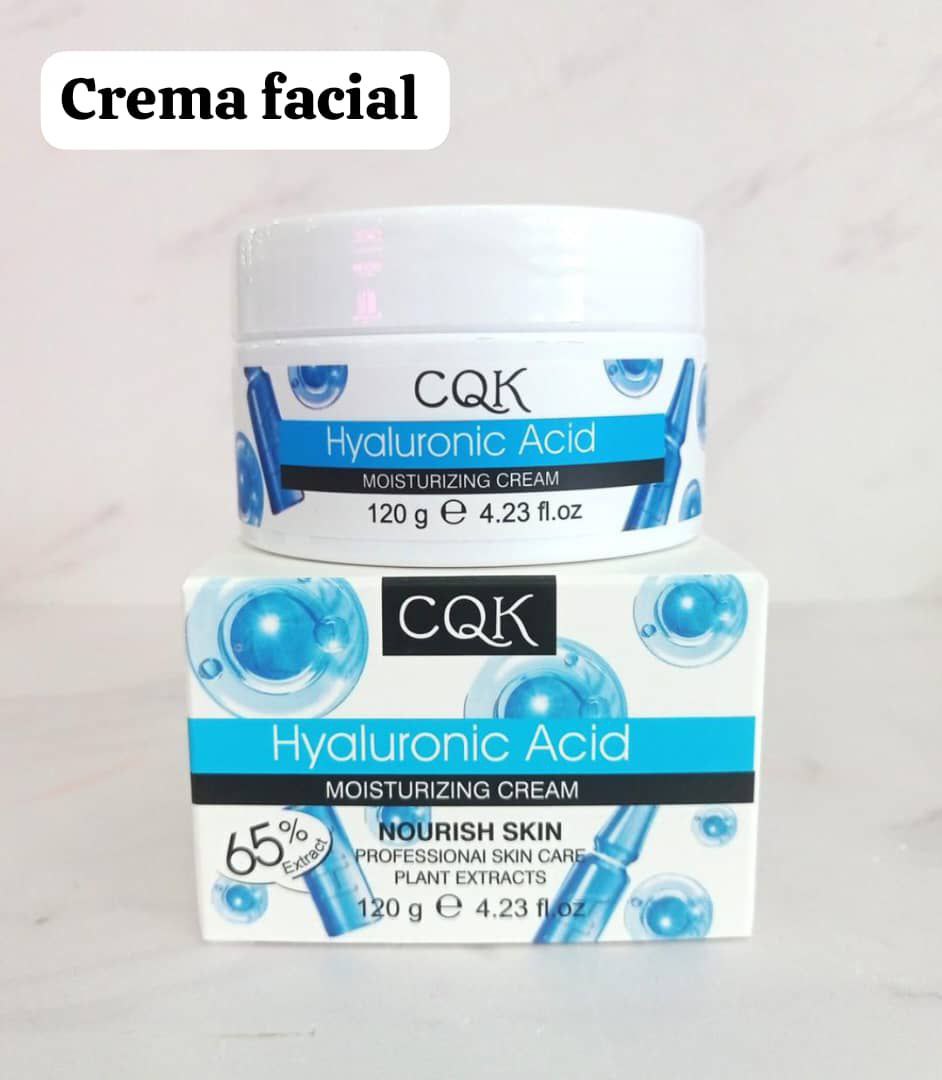 Crema facial
CQK
Hyaluronic Acid
MOISTURIZING CREAM
120 g ℮ 4.23 fl.oz
CQK
Hyaluronic Acid
MOISTURIZING CREAM
65%
Extract
NOURISH SKIN
PROFESSIONAI SKIN CARE
PLANT EXTRACTS
120 g ℮ 4.23 fl.oz